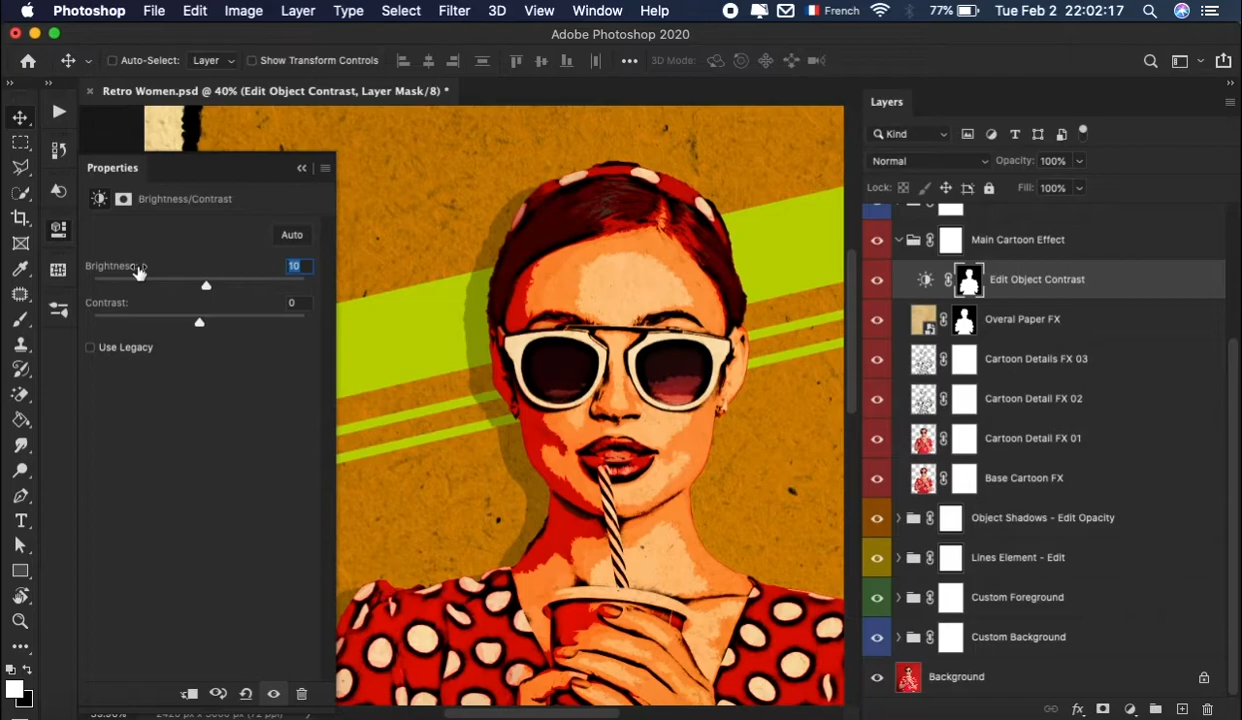 Photoshop File Edit Image Layer Type Select Filter 3D View Window Help French 77% Tue Feb 2 22:02:17
Adobe Photoshop 2020
Auto-Select: Layer Show Transform Controls 3D Mode:
Retro Women.psd @ 40% (Edit Object Contrast, Layer Mask/8) *
Layers
Properties
Kind
Normal Opacity: 100%
Lock: Fill: 100%
Brightness/Contrast
Auto
Brightness: 10
Contrast: 0
Use Legacy
Main Cartoon Effect
Edit Object Contrast
Overal Paper FX
Cartoon Details FX 03
Cartoon Detail FX 02
Cartoon Detail FX 01
Base Cartoon FX
Object Shadows - Edit Opacity
Lines Element - Edit
Custom Foreground
Custom Background
Background